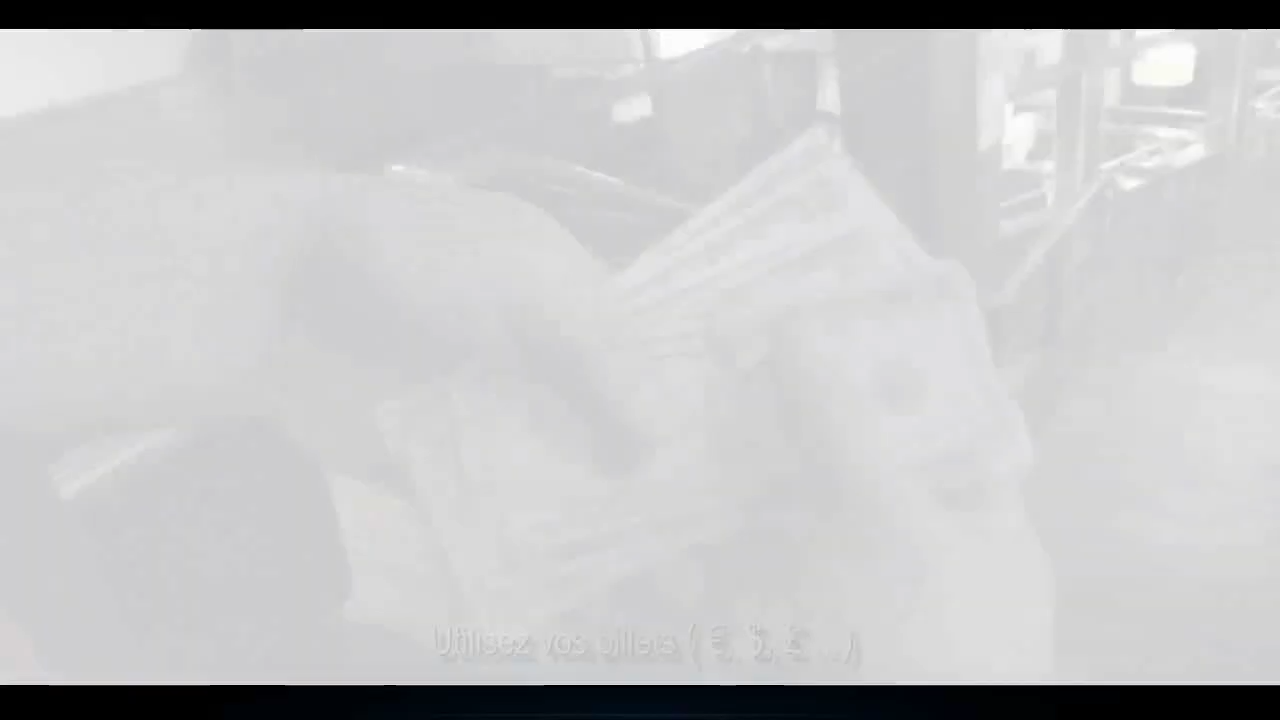 Utilisez vos billets ( €, $, £ ...)